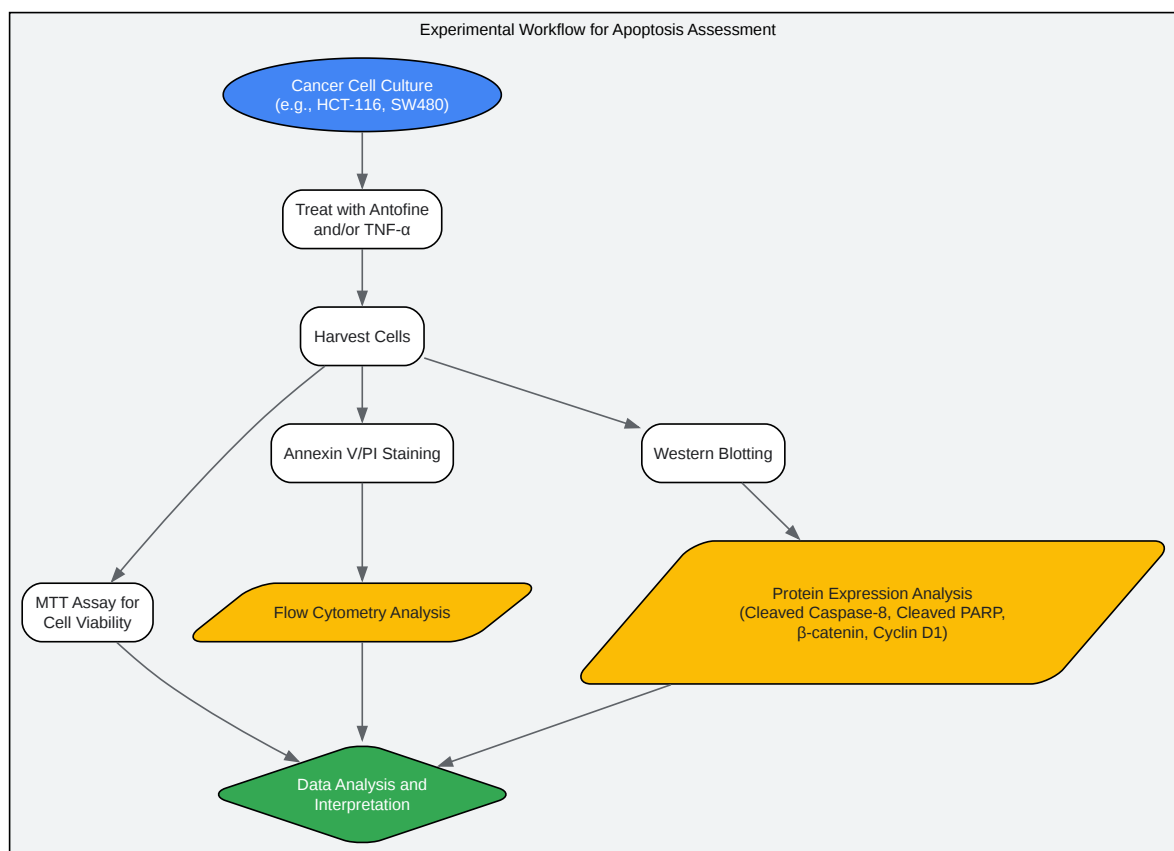 Experimental Workflow for Apoptosis Assessment
Cancer Cell Culture
(e.g., HCT-116, SW480)
Treat with Antofine
and/or TNF-α
Harvest Cells
Annexin V/PI Staining
Western Blotting
MTT Assay for
Cell Viability
Flow Cytometry Analysis
Protein Expression Analysis
(Cleaved Caspase-8, Cleaved PARP,
β-catenin, Cyclin D1)
Data Analysis and
Interpretation